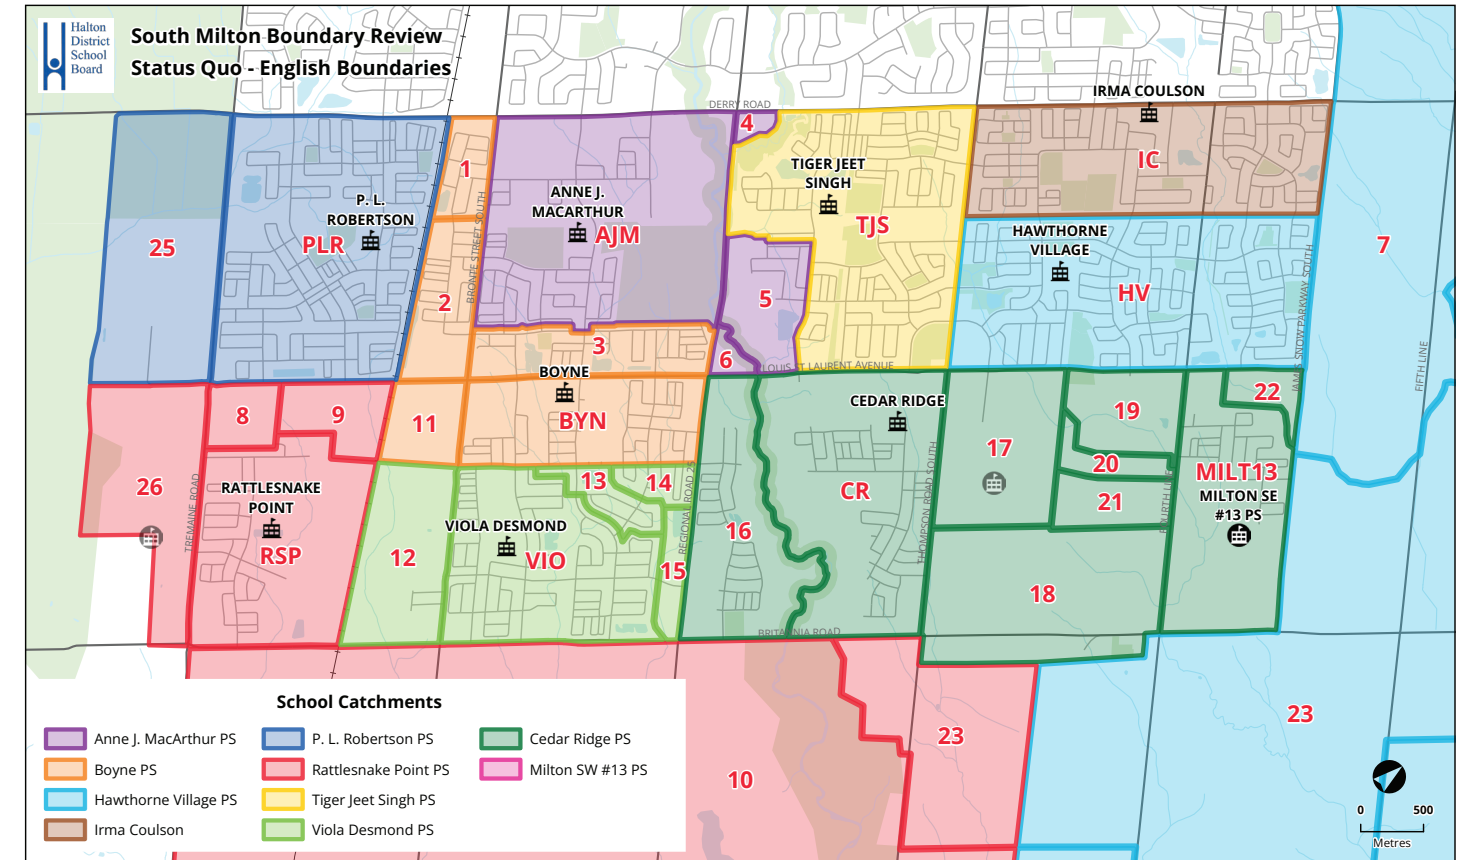 Halton
District
School
Board
South Milton Boundary Review
Status Quo - English Boundaries
DERRY ROAD
IRMA COULSON
4
1
TIGER JEET
SINGH
IC
P. L.
ROBERTSON
ANNE J.
MACARTHUR
AJM
TJS
HAWTHORNE
VILLAGE
25
PLR
7
BRONTE STREET SOUTH
2
5
HV
JAMES SNOW PARKWAY SOUTH
3
6
LOUIS ST LAURENT AVENUE
FIFTH LINE
BOYNE
8
9
11
BYN
CEDAR RIDGE
22
19
17
20
MILT13
MILTON SE
#13 PS
21
26
RATTLESNAKE
POINT
13
14
CR
TREMAINE ROAD
REGIONAL ROAD 25
THOMPSON ROAD SOUTH
FOURTH LINE
RSP
VIOLA DESMOND
VIO
12
15
16
18
BRITANNIA ROAD
School Catchments
Anne J. MacArthur PS
P. L. Robertson PS
Cedar Ridge PS
Boyne PS
Rattlesnake Point PS
Milton SW #13 PS
Hawthorne Village PS
Tiger Jeet Singh PS
Irma Coulson
Viola Desmond PS
10
23
23
0 500
Metres